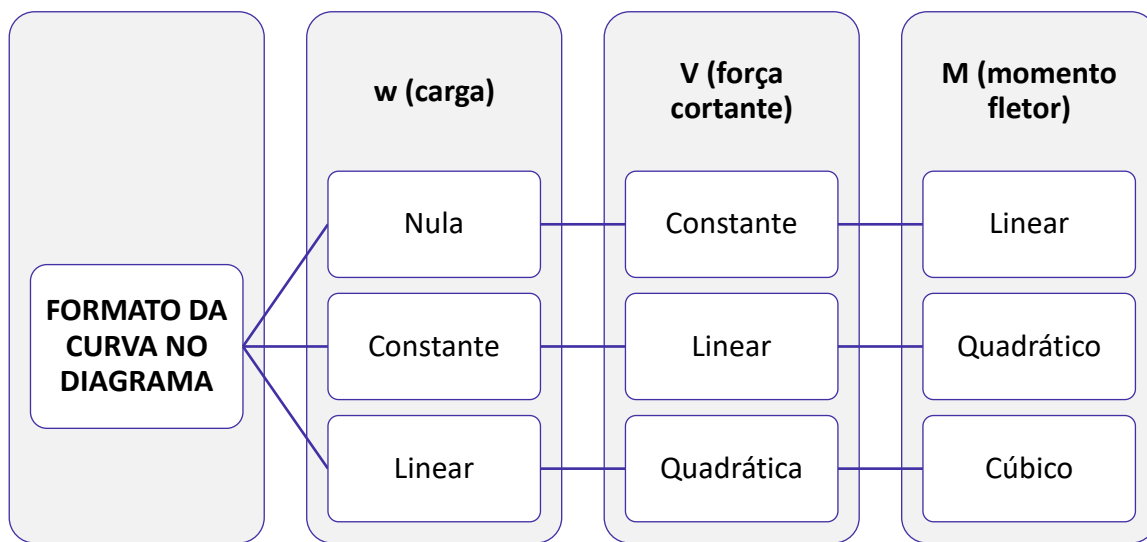 w (carga)
V (força
cortante)
M (momento
fletor)
FORMATO DA
CURVA NO
DIAGRAMA
Nula
Constante
Linear
Constante
Linear
Quadrático
Linear
Quadrática
Cúbico